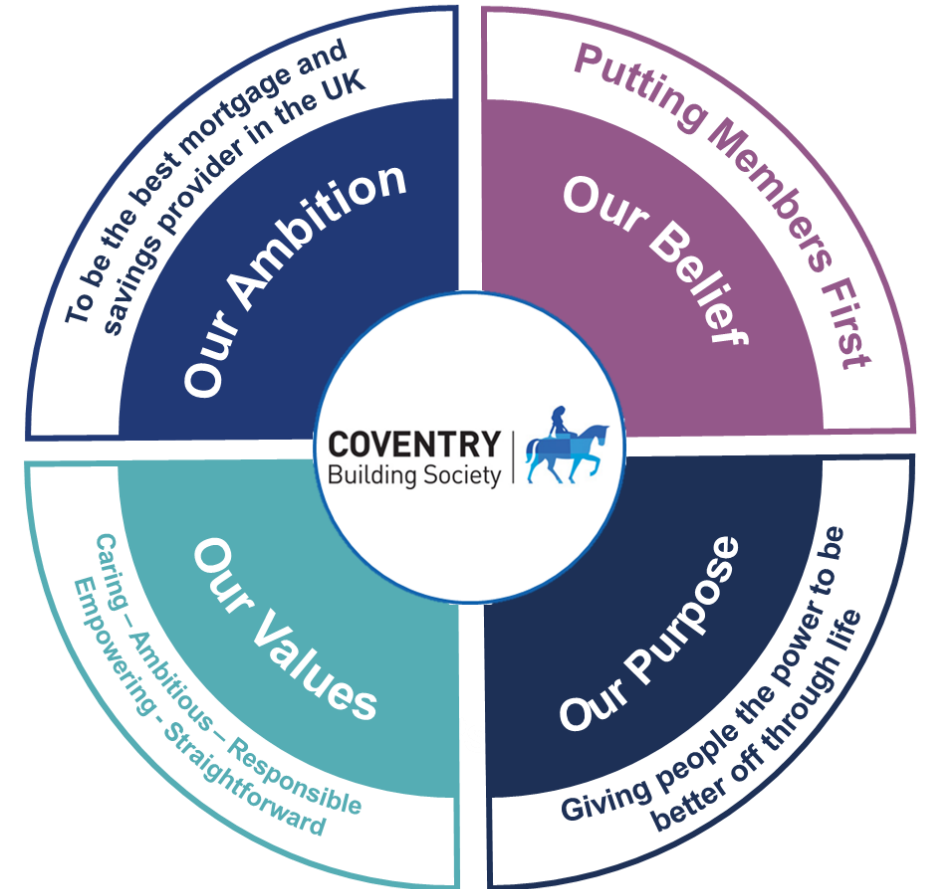 To be the best mortgage and
savings provider in the UK
Our Ambition
Putting Members First
Our Belief
COVENTRY
Building Society
Our Values
Caring – Ambitious – Responsible
Empowering - Straightforward
Our Purpose
Giving people the power to be
better off through life